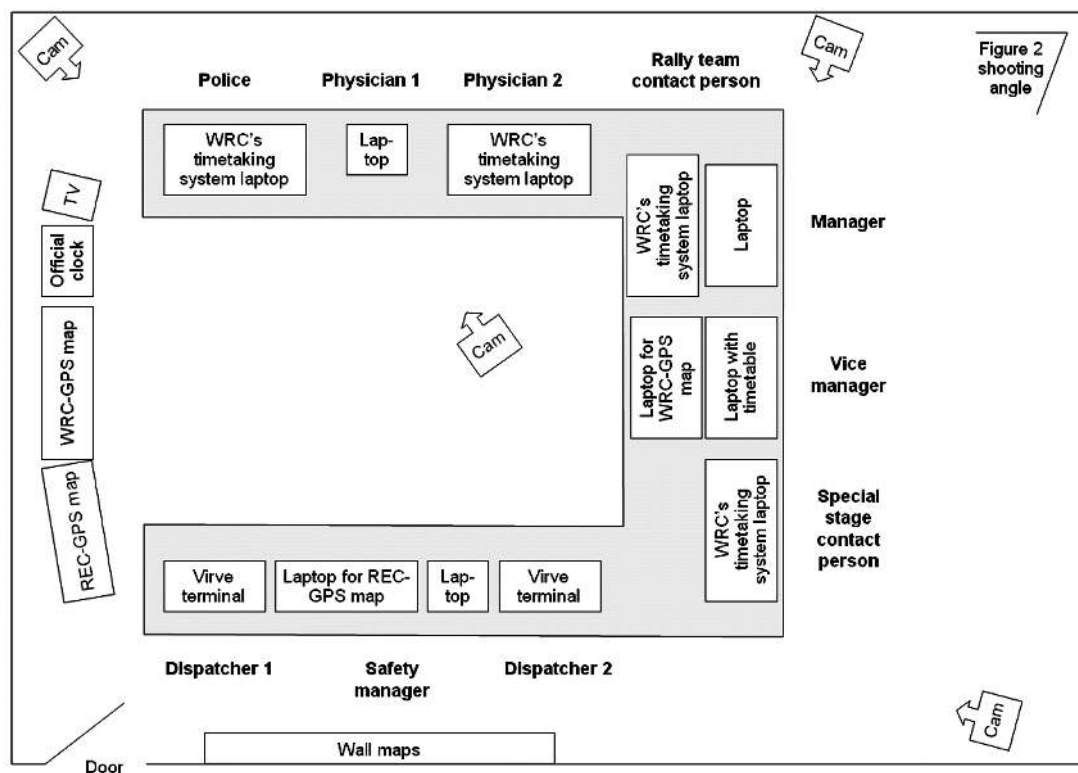 Cam
Cam
Figure 2
shooting
angle
Police
Physician 1
Physician 2
Rally team
contact person
WRC's
timetaking
system laptop
Lap-
top
WRC's
timetaking
system laptop
WRC's
timetaking
system laptop
Laptop
Manager
TV
Official
clock
WRC-GPS map
REC-GPS map
Cam
Laptop for
WRC-GPS
map
Laptop with
timetable
Vice
manager
WRC's
timetaking
system laptop
Special
stage
contact
person
Virve
terminal
Laptop for REC-
GPS map
Lap-
top
Virve
terminal
Dispatcher 1
Safety
manager
Dispatcher 2
Cam
Wall maps
Door